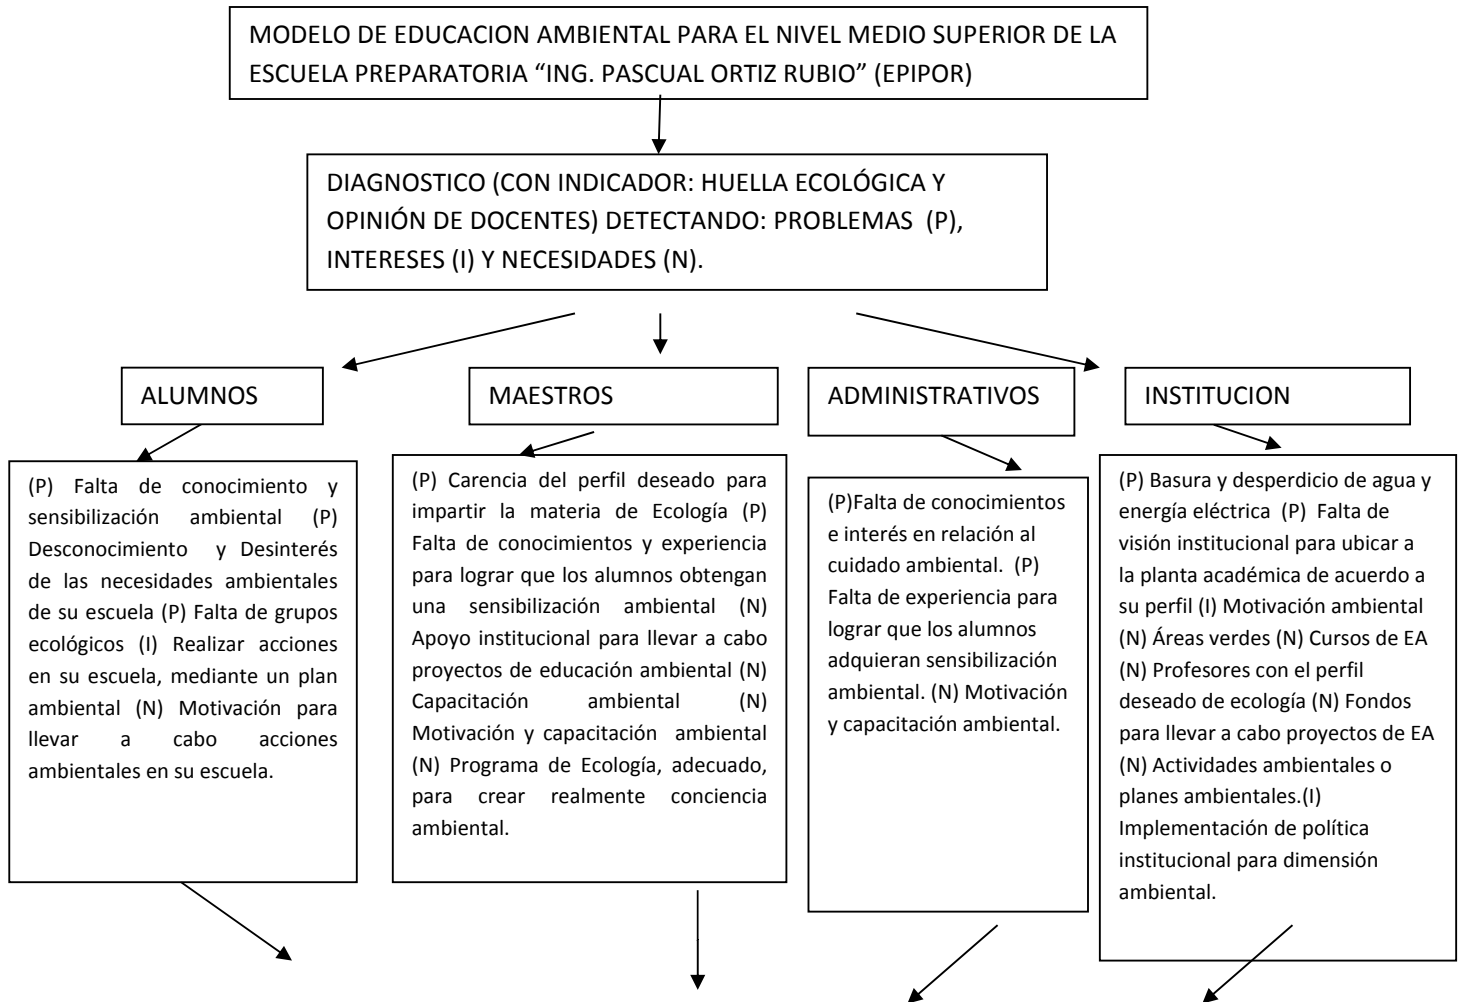 MODELO DE EDUCACION AMBIENTAL PARA EL NIVEL MEDIO SUPERIOR DE LA
ESCUELA PREPARATORIA “ING. PASCUAL ORTIZ RUBIO” (EPIPOR)
DIAGNOSTICO (CON INDICADOR: HUELLA ECOLÓGICA Y
OPINIÓN DE DOCENTES) DETECTANDO: PROBLEMAS (P),
INTERESES (I) Y NECESIDADES (N).
ALUMNOS
MAESTROS
ADMINISTRATIVOS
INSTITUCION
(P) Falta de conocimiento y
sensibilización ambiental (P)
Desconocimiento y Desinterés
de las necesidades ambientales
de su escuela (P) Falta de grupos
ecológicos (I) Realizar acciones
en su escuela, mediante un plan
ambiental (N) Motivación para
llevar a cabo acciones
ambientales en su escuela.
(P) Carencia del perfil deseado para
impartir la materia de Ecología (P)
Falta de conocimientos y experiencia
para lograr que los alumnos obtengan
una sensibilización ambiental (N)
Apoyo institucional para llevar a cabo
proyectos de educación ambiental (N)
Capacitación ambiental (N)
Motivación y capacitación ambiental
(N) Programa de Ecología, adecuado,
para crear realmente conciencia
ambiental.
(P)Falta de conocimientos
e interés en relación al
cuidado ambiental. (P)
Falta de experiencia para
lograr que los alumnos
adquieran sensibilización
ambiental. (N) Motivación
y capacitación ambiental.
(P) Basura y desperdicio de agua y
energía eléctrica (P) Falta de
visión institucional para ubicar a
la planta académica de acuerdo a
su perfil (I) Motivación ambiental
(N) Áreas verdes (N) Cursos de EA
(N) Profesores con el perfil
deseado de ecología (N) Fondos
para llevar a cabo proyectos de EA
(N) Actividades ambientales o
planes ambientales.(I)
Implementación de política
institucional para dimensión
ambiental.